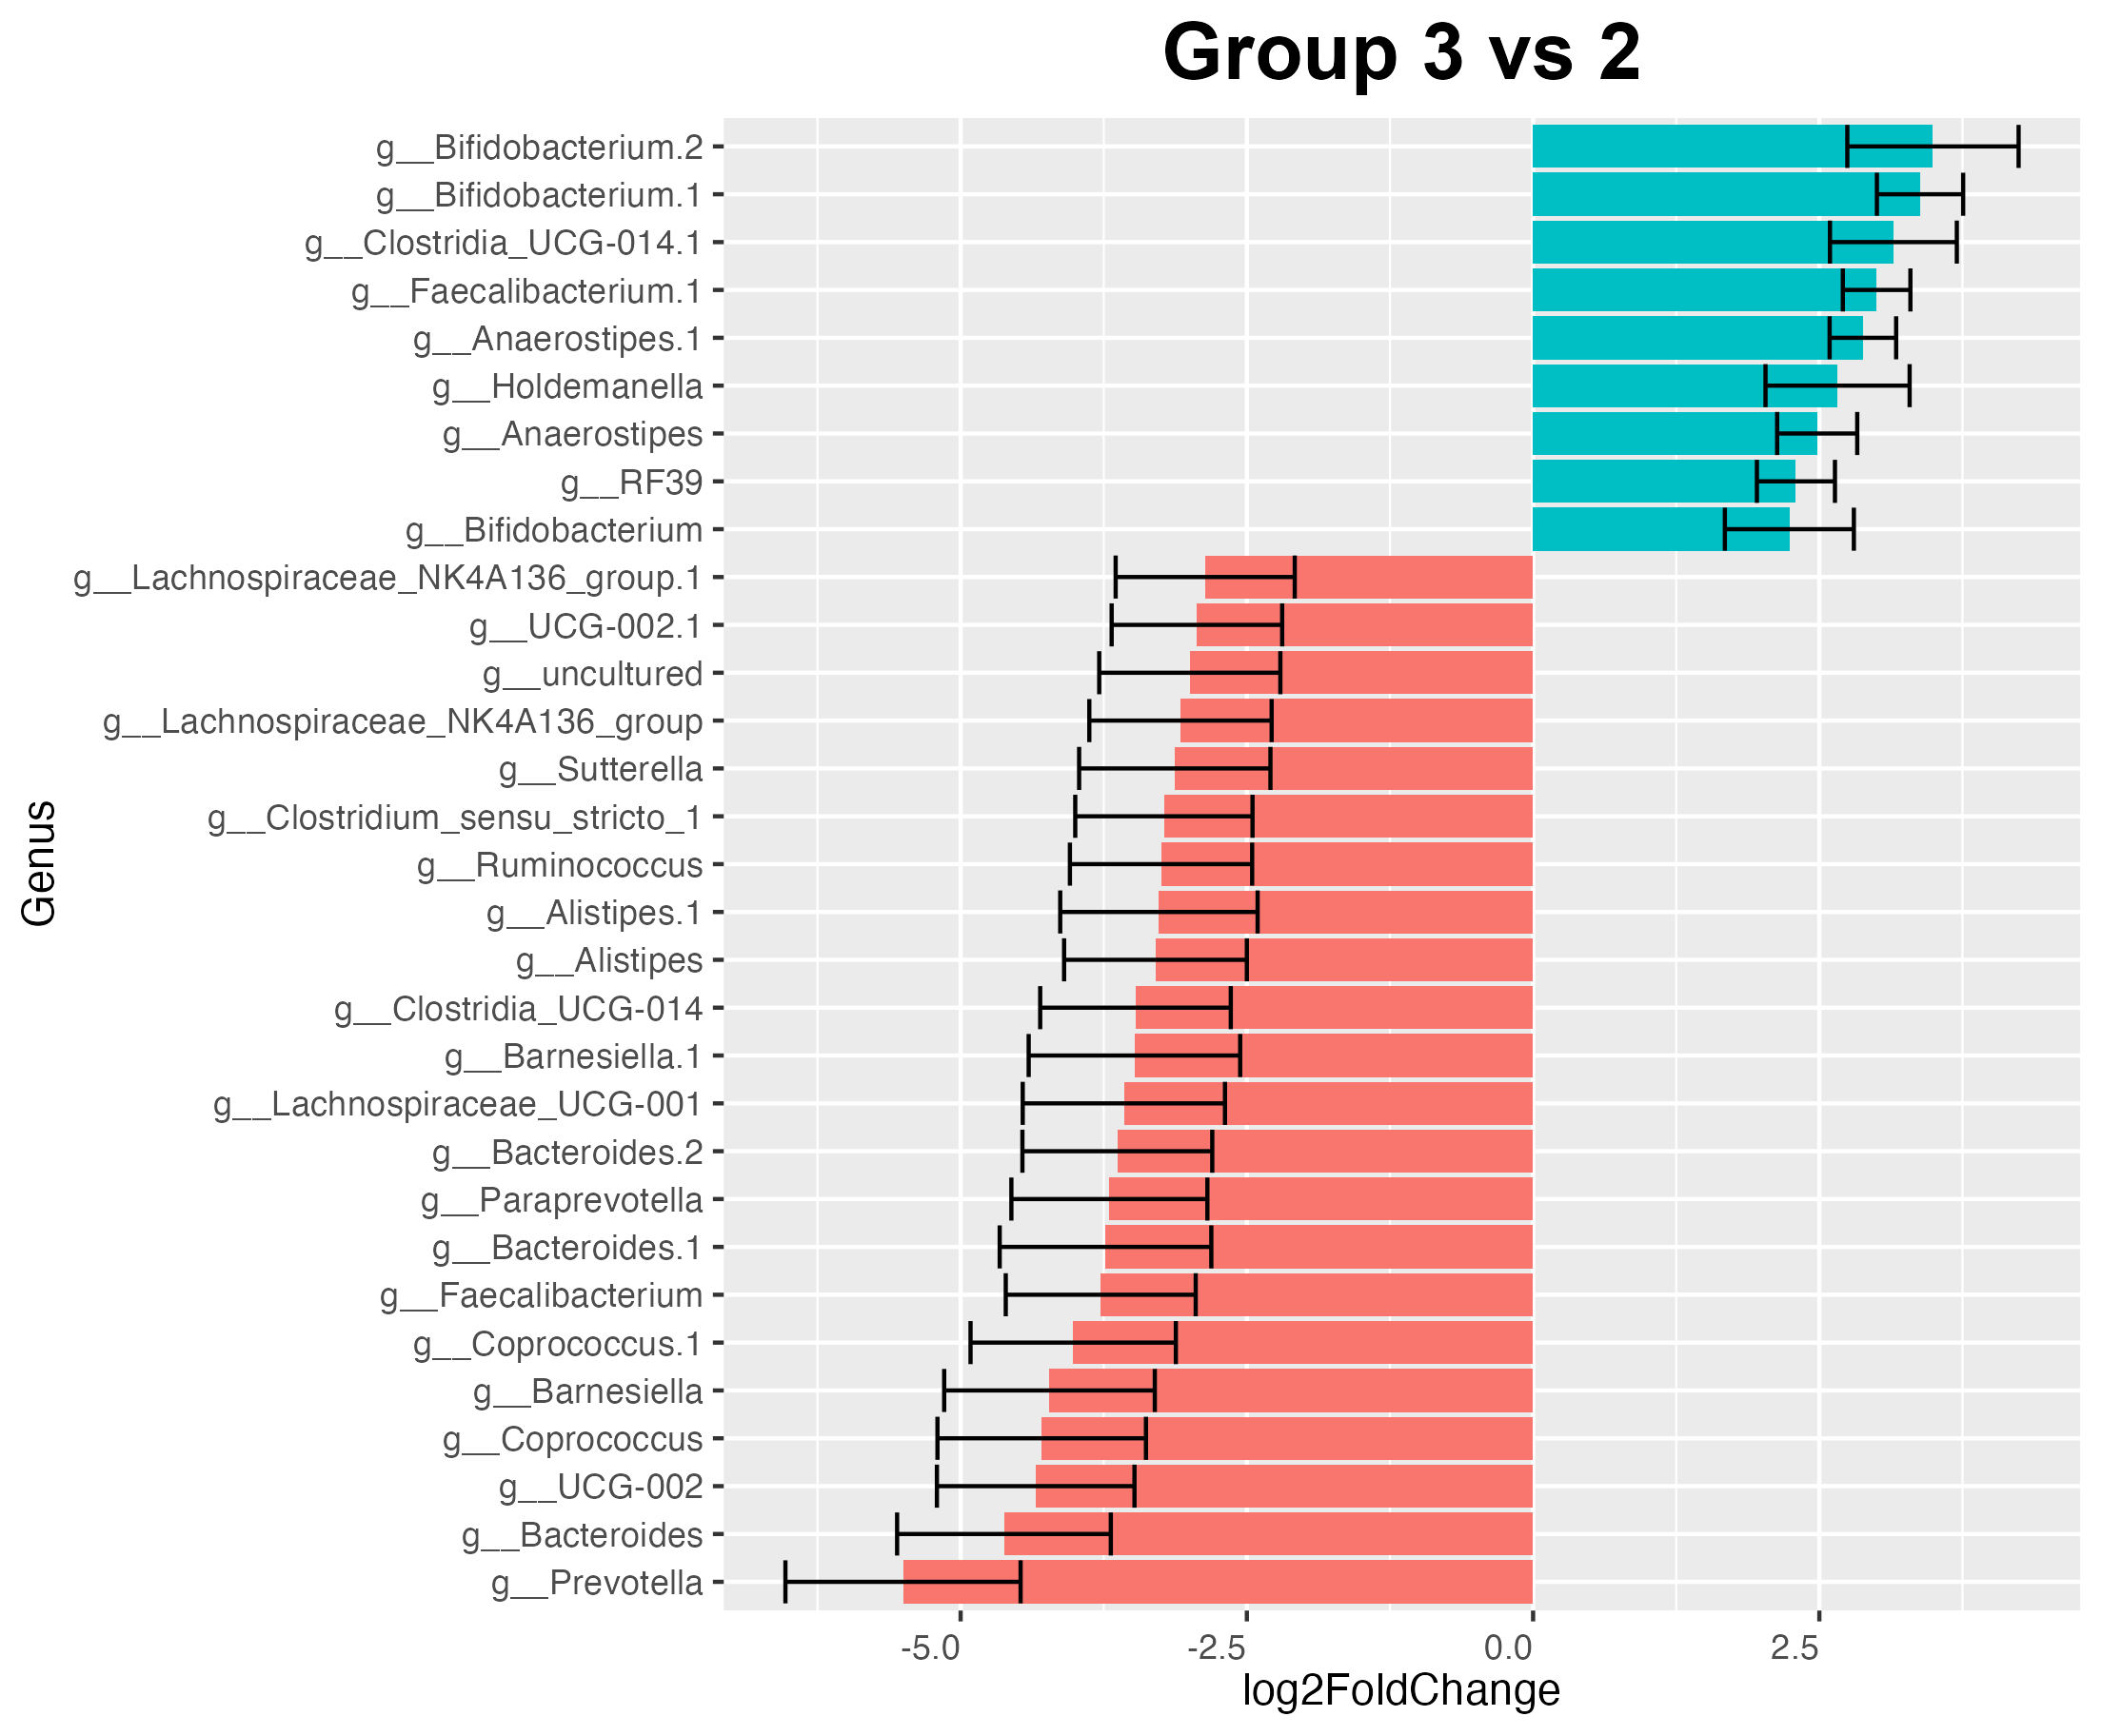 Group 3 vs 2
Genus
g__Bifidobacterium.2
g__Bifidobacterium.1
g__Clostridia_UCG-014.1
g__Faecalibacterium.1
g__Anaerostipes.1
g__Holdemanella
g__Anaerostipes
g__RF39
g__Bifidobacterium
g__Lachnospiraceae_NK4A136_group.1
g__UCG-002.1
g__uncultured
g__Lachnospiraceae_NK4A136_group
g__Sutterella
g__Clostridium_sensu_stricto_1
g__Ruminococcus
g__Alistipes.1
g__Alistipes
g__Clostridia_UCG-014
g__Barnesiella.1
g__Lachnospiraceae_UCG-001
g__Bacteroides.2
g__Paraprevotella
g__Bacteroides.1
g__Faecalibacterium
g__Coprococcus.1
g__Barnesiella
g__Coprococcus
g__UCG-002
g__Bacteroides
g__Prevotella
-5.0 -2.5 0.0 2.5
log2FoldChange